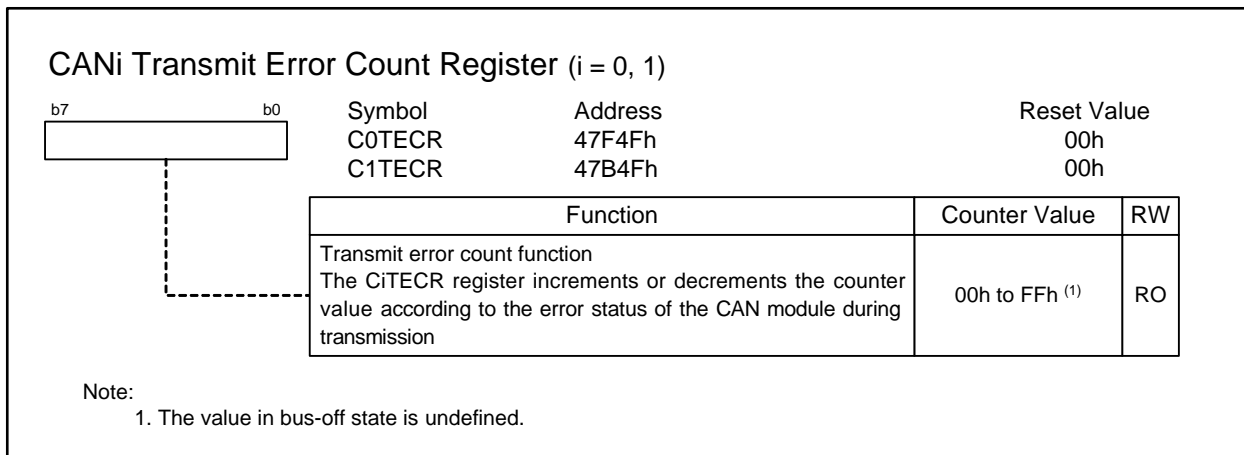 CANi Transmit Error Count Register (i = 0, 1)
b7 b0 Symbol Address Reset Value
C0TECR 47F4Fh 00h
C1TECR 47B4Fh 00h
Function Counter Value RW
Transmit error count function
The CiTECR register increments or decrements the counter
value according to the error status of the CAN module during
transmission
00h to FFh (1) RO
Note:
1. The value in bus-off state is undefined.